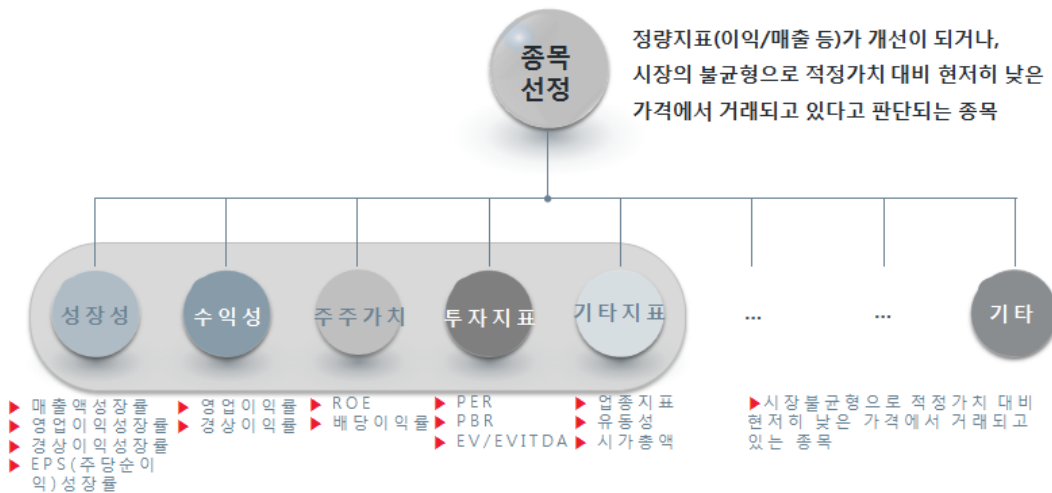 종목
선정
정량지표(이익/매출 등)가 개선이 되거나,
시장의 불균형으로 적정가치 대비 현저히 낮은
가격에서 거래되고 있다고 판단되는 종목
성장성
수익성
주주가치
투자지표
기타지표
...
...
기타
▶ 매출액성장률
▶ 영업이익성장률
▶ 경상이익성장률
▶ EPS(주당순이
익)성장률
▶ 영업이익률
▶ 경상이익률
▶ ROE
▶ 배당이익률
▶ PER
▶ PBR
▶ EV/EVITDA
▶ 업종지표
▶ 유동성
▶ 시가총액
▶시장불균형으로 적정가치 대비
현저히 낮은 가격에서 거래되고
있는 종목